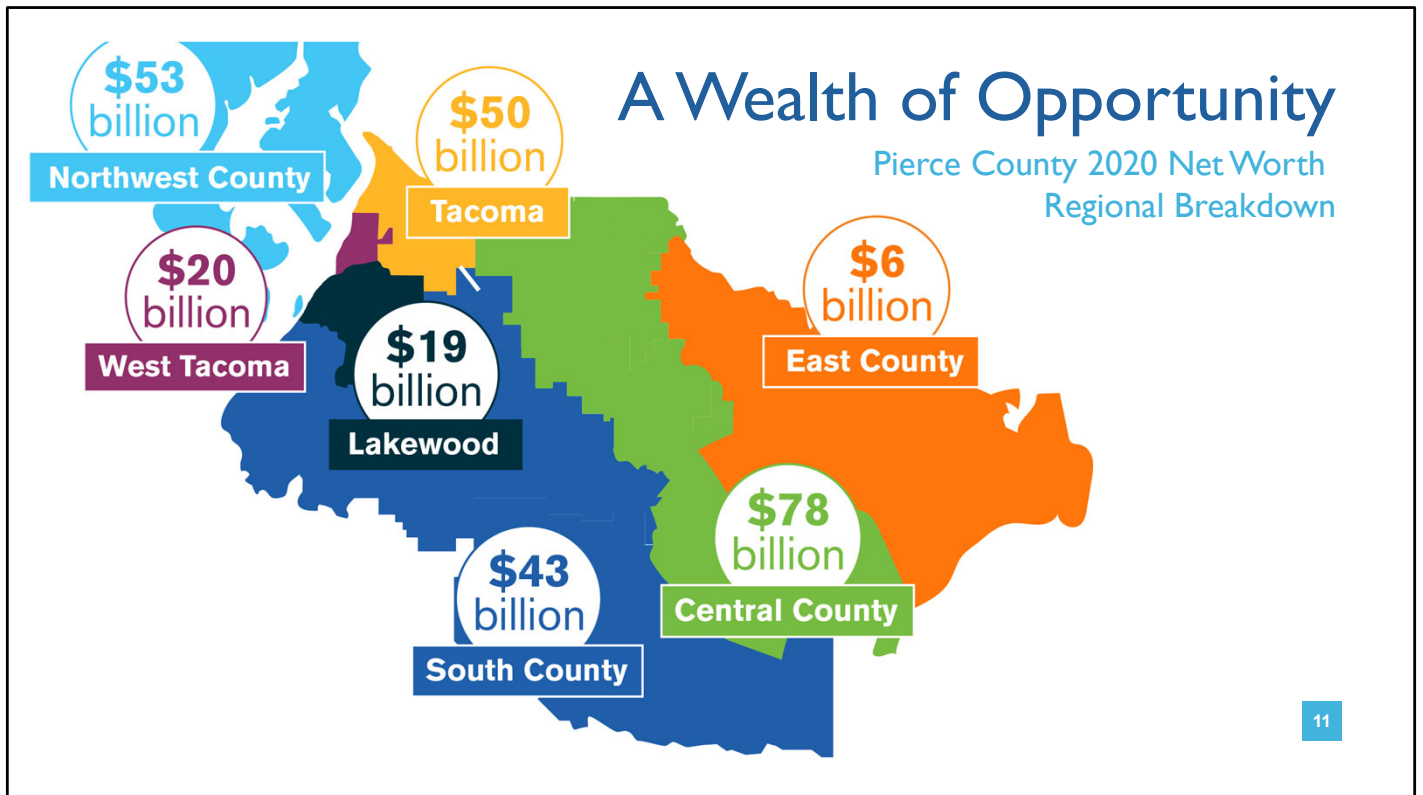 A Wealth of Opportunity
Pierce County 2020 Net Worth
Regional Breakdown
$53
billion
Northwest County
$50
billion
Tacoma
$20
billion
West Tacoma
$19
billion
Lakewood
$6
billion
East County
$78
billion
Central County
$43
billion
South County
11